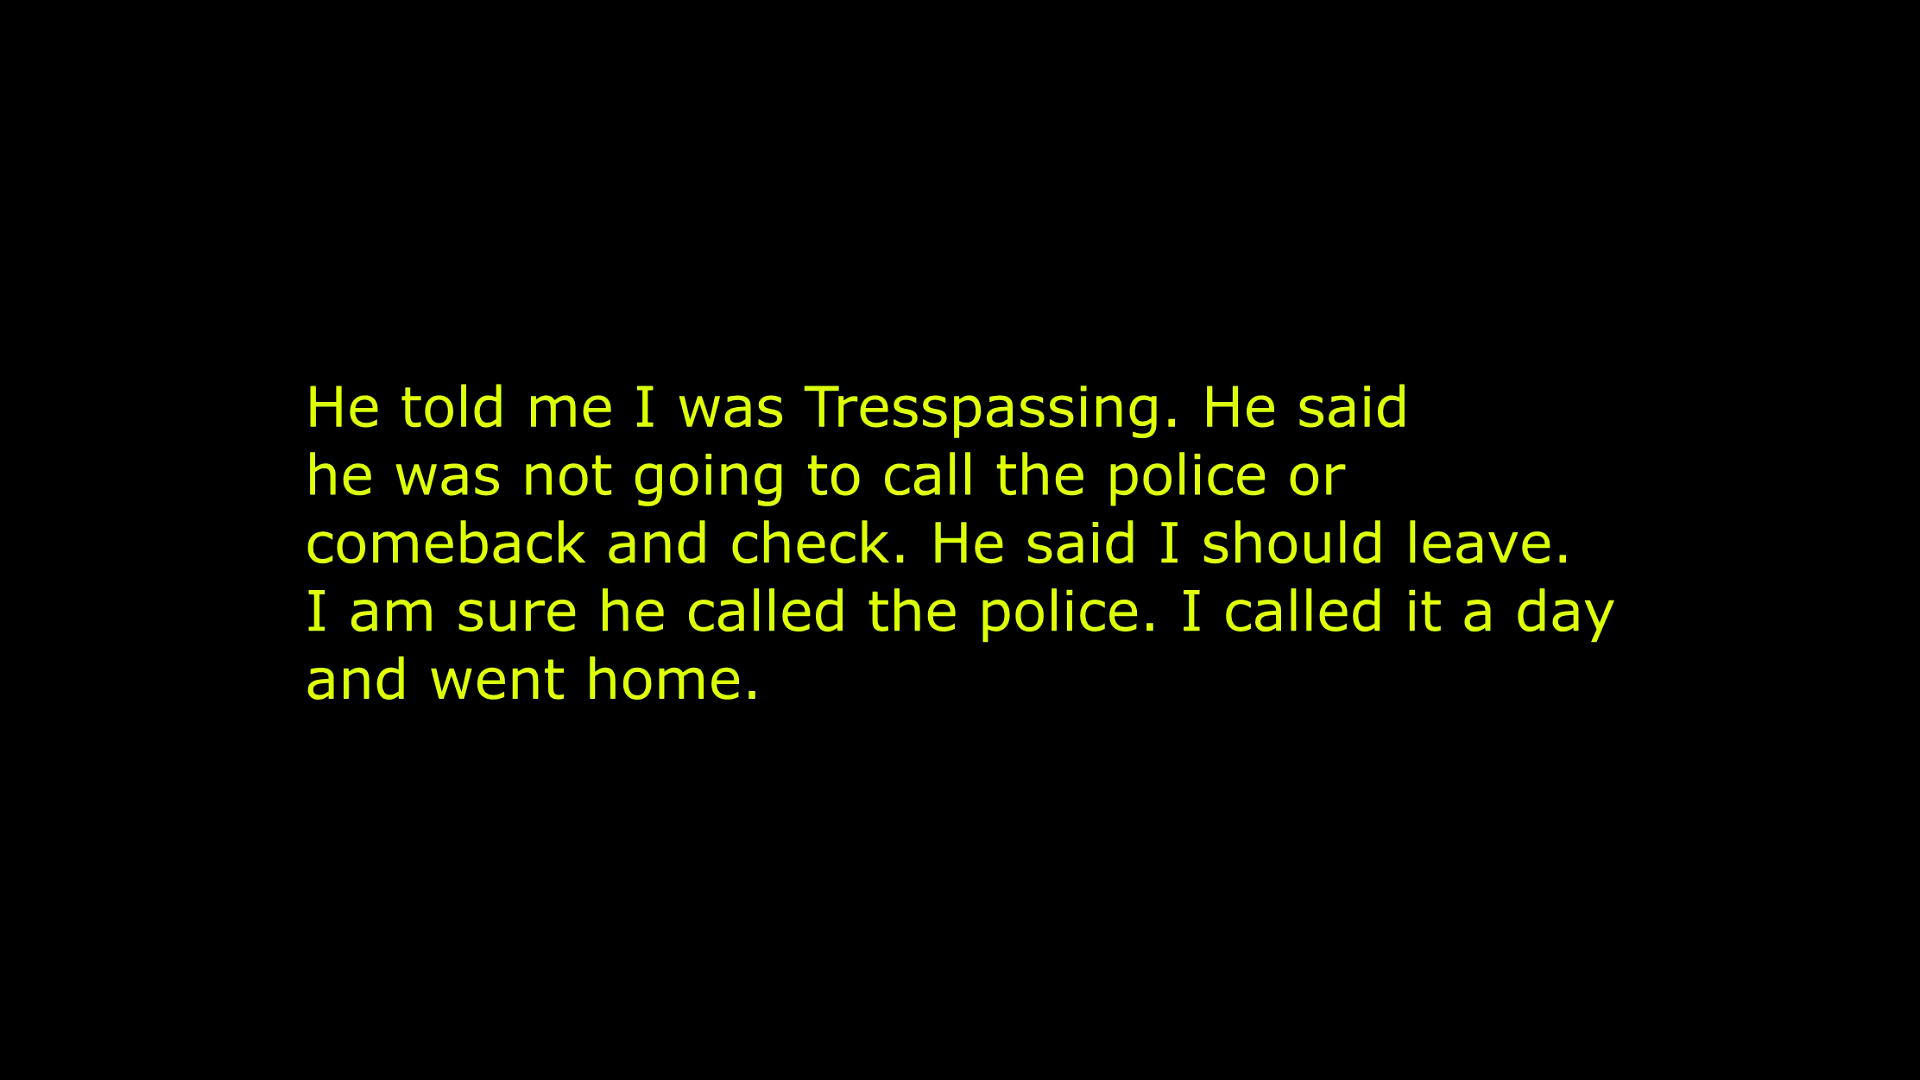 He told me I was Tresspassing. He said
he was not going to call the police or
comeback and check. He said I should leave.
I am sure he called the police. I called it a day
and went home.